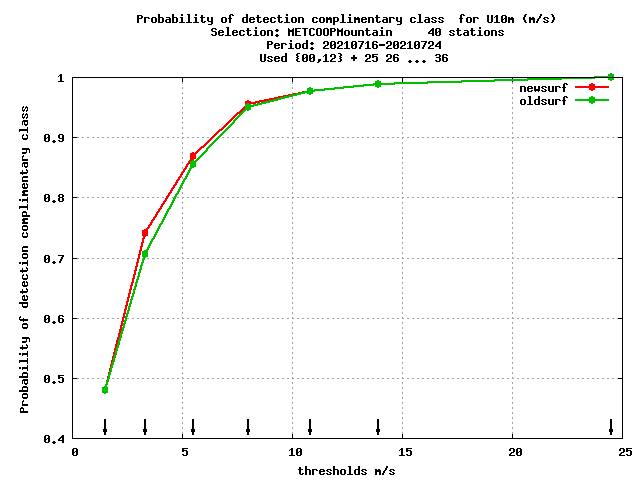 Probability of detection complimentary class  for U10m (m/s)
Selection: METCOOPMountain     40 stations
Period: 20210716-20210724
Used {00,12} + 25 26 ... 36
newsurf
oldsurf
1
0.9
0.8
0.7
0.6
0.5
0.4
Probability of detection complimentary class
0 5 10 15 20 25
thresholds m/s